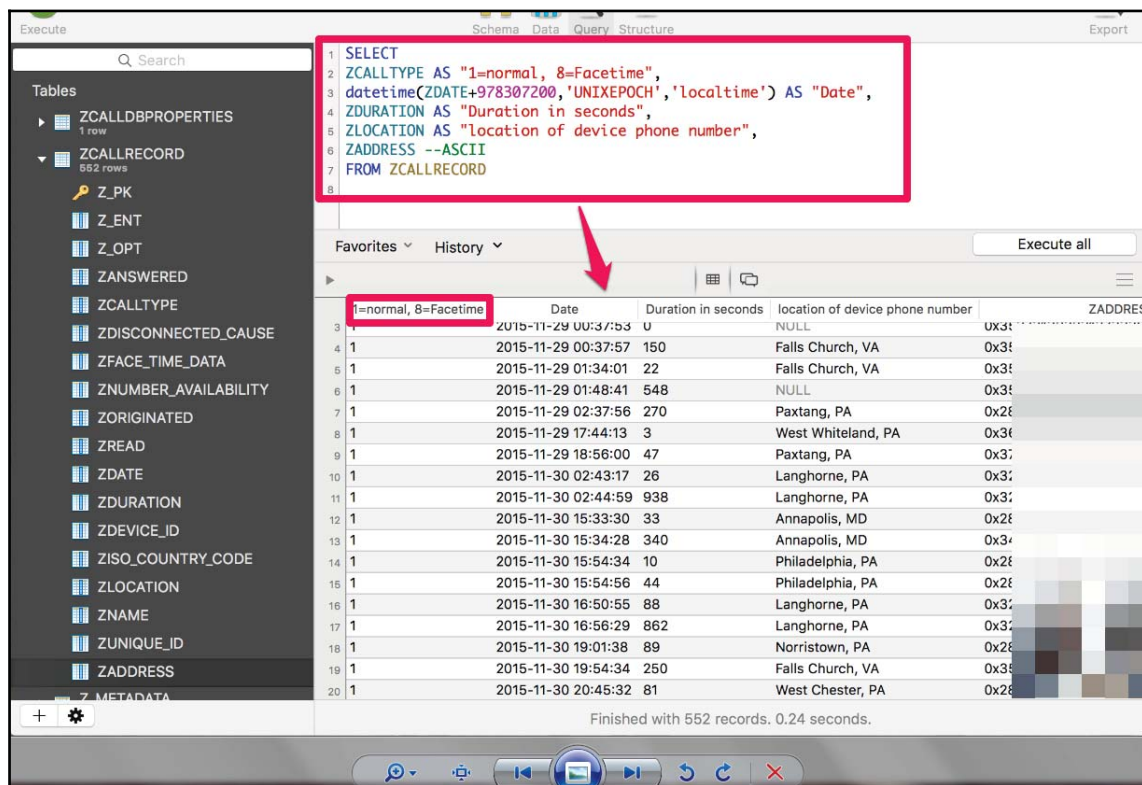 Execute Schema Data Query Structure Export
Search
Tables
ZCALLDBPROPERTIES
1 row
ZCALLRECORD
552 rows
Z_PK
Z_ENT
Z_OPT
ZANSWERED
ZCALLTYPE
ZDISCONNECTED_CAUSE
ZFACE_TIME_DATA
ZNUMBER_AVAILABILITY
ZORIGINATED
ZREAD
ZDATE
ZDURATION
ZDEVICE_ID
ZISO_COUNTRY_CODE
ZLOCATION
ZNAME
ZUNIQUE_ID
ZADDRESS
Z_METADATA
1 SELECT
2 ZCALLTYPE AS "1=normal, 8=Facetime",
3 datetime(ZDATE+978307200,'UNIXEPOCH','localtime') AS "Date",
4 ZDURATION AS "Duration in seconds",
5 ZLOCATION AS "location of device phone number",
6 ZADDRESS --ASCII
7 FROM ZCALLRECORD
8
Favorites History Execute all
1=normal, 8=Facetime Date Duration in seconds location of device phone number ZADDRES
3 1 2015-11-29 00:37:53 0 NULL 0x35
4 1 2015-11-29 00:37:57 150 Falls Church, VA 0x35
5 1 2015-11-29 01:34:01 22 Falls Church, VA 0x35
6 1 2015-11-29 01:48:41 548 NULL 0x35
7 1 2015-11-29 02:37:56 270 Paxtang, PA 0x28
8 1 2015-11-29 17:44:13 3 West Whiteland, PA 0x36
9 1 2015-11-29 18:56:00 47 Paxtang, PA 0x37
10 1 2015-11-30 02:43:17 26 Langhorne, PA 0x32
11 1 2015-11-30 02:44:59 938 Langhorne, PA 0x32
12 1 2015-11-30 15:33:30 33 Annapolis, MD 0x28
13 1 2015-11-30 15:34:28 340 Annapolis, MD 0x34
14 1 2015-11-30 15:54:34 10 Philadelphia, PA 0x28
15 1 2015-11-30 15:54:56 44 Philadelphia, PA 0x28
16 1 2015-11-30 16:50:55 88 Langhorne, PA 0x32
17 1 2015-11-30 16:56:29 862 Langhorne, PA 0x32
18 1 2015-11-30 19:01:38 89 Norristown, PA 0x28
19 1 2015-11-30 19:54:34 250 Falls Church, VA 0x35
20 1 2015-11-30 20:45:32 81 West Chester, PA 0x28
Finished with 552 records. 0.24 seconds.